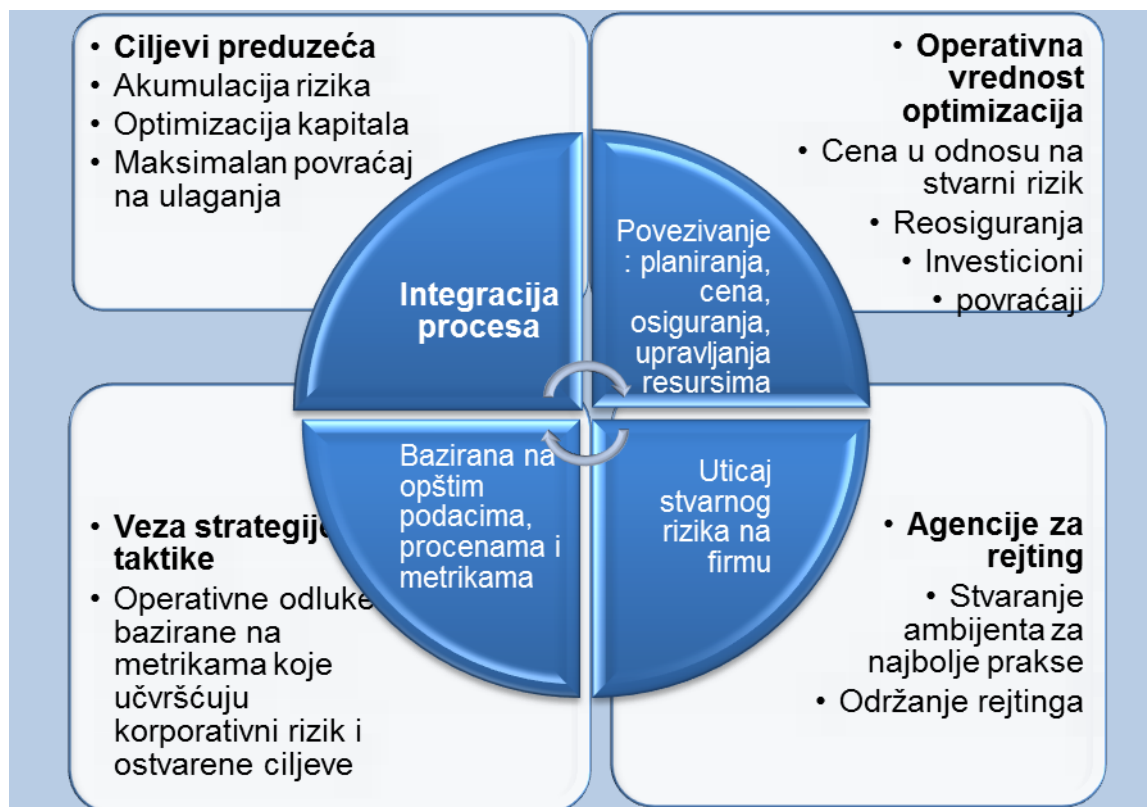 • Ciljevi preduzeća
• Akumulacija rizika
• Optimizacija kapitala
• Maksimalan povraćaj
na ulaganja
• Operativna
vrednost
optimizacija
• Cena u odnosu na
stvarni rizik
• Reosiguranja
• Investicioni
• povraćaji
Integracija
procesa
Povezivanje
: planiranja,
cena,
osiguranja,
upravljanja
resursima
Bazirana na
opštim
podacima,
procenama i
metrikama
Uticaj
stvarnog
rizika na
firmu
• Veza strategije
taktike
• Operativne odluke
bazirane na
metrikama koje
učvršćuju
korporativni rizik i
ostvarene ciljeve
• Agencije za
rejting
• Stvaranje
ambijenta za
najbolje prakse
• Održanje rejtinga